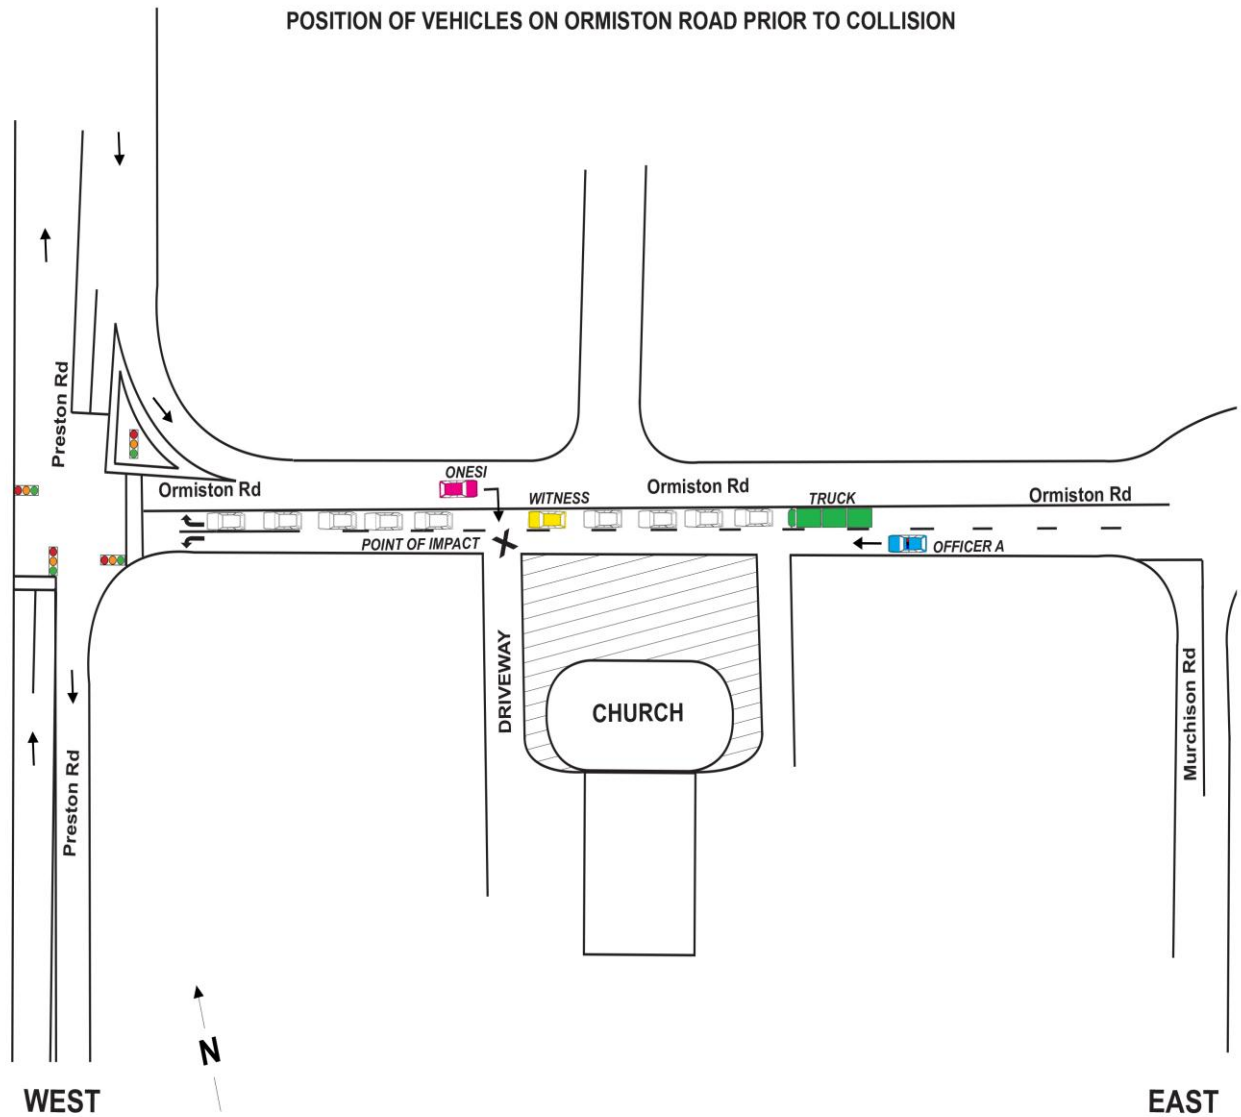 POSITION OF VEHICLES ON ORMISTON ROAD PRIOR TO COLLISION
Preston Rd
ONESI
Ormiston Rd
WITNESS
Ormiston Rd
TRUCK
Ormiston Rd
POINT OF IMPACT
OFFICER A
DRIVEWAY
CHURCH
Murchison Rd
Preston Rd
N
WEST
EAST